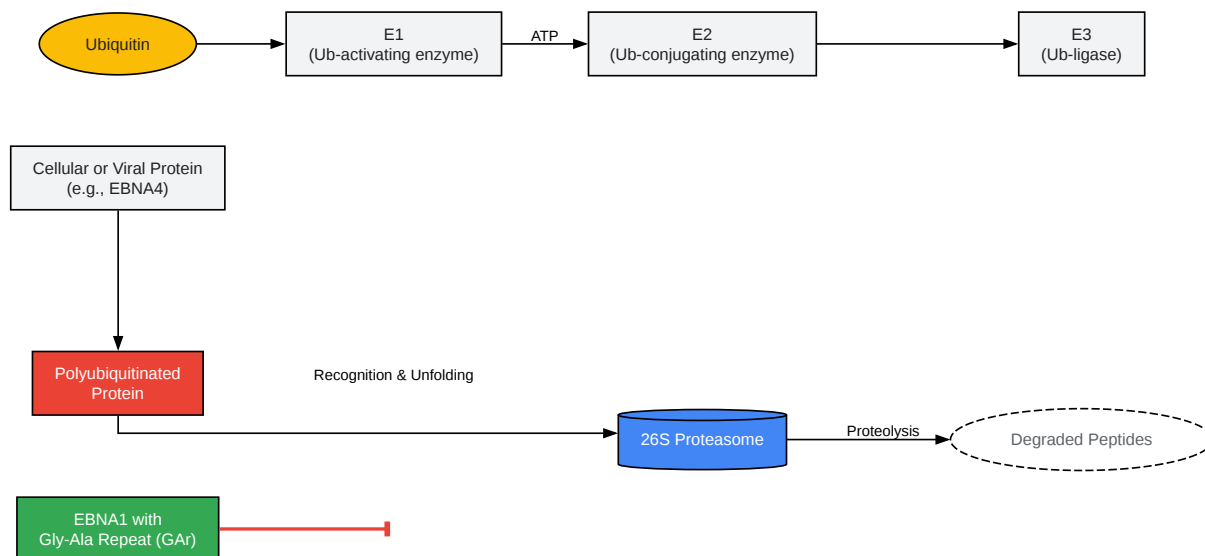 Ubiquitin
E1
(Ub-activating enzyme)
ATP
E2
(Ub-conjugating enzyme)
E3
(Ub-ligase)
Cellular or Viral Protein
(e.g., EBNA4)
Polyubiquitinated
Protein
Recognition & Unfolding
26S Proteasome
Proteolysis
Degraded Peptides
EBNA1 with
Gly-Ala Repeat (GAr)